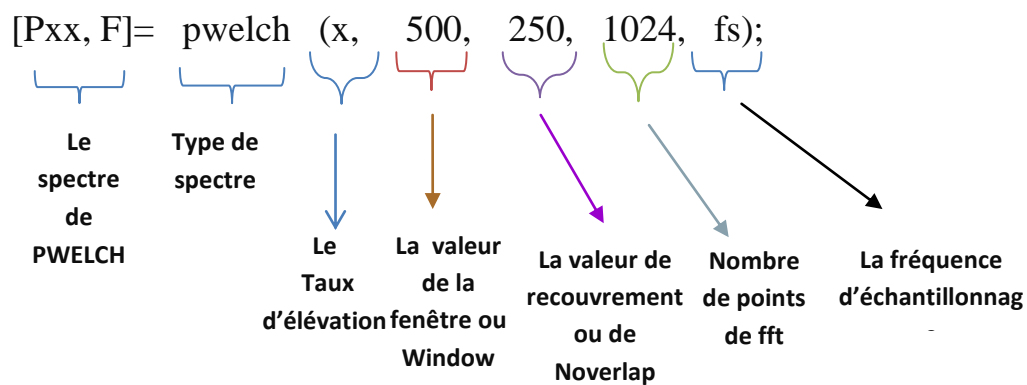 [Pxx, F]= pwelch (x, 500, 250, 1024, fs);
Le
spectre
de
PWELCH
Type de
spectre
Le
Taux
d’élévation
La valeur
de la
fenêtre ou
Window
La valeur de
recouvrement
ou de
Noverlap
Nombre
de points
de fft
La fréquence
d’échantillonnag